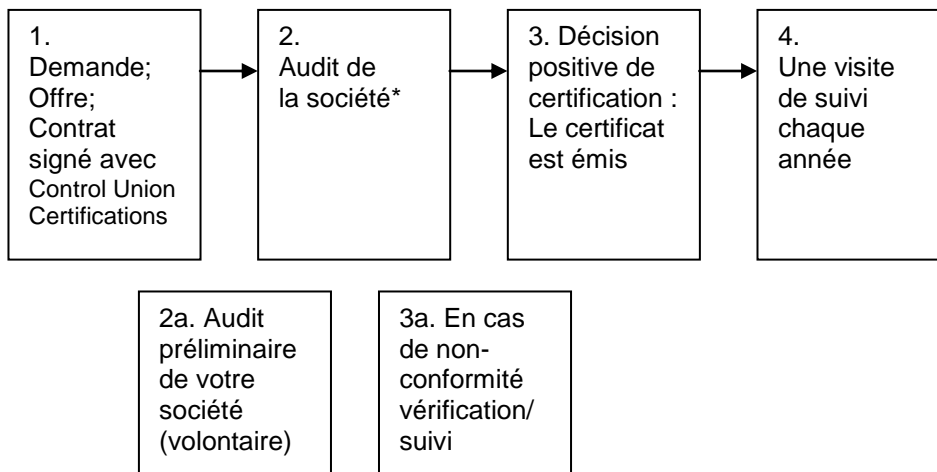 1.
Demande;
Offre;
Contrat
signé avec
Control Union
Certifications
2.
Audit de
la société*
3. Décision
positive de
certification :
Le certificat
est émis
4.
Une visite
de suivi
chaque
année
2a. Audit
préliminaire
de votre
société
(volontaire)
3a. En cas
de non-
conformité
vérification/
suivi